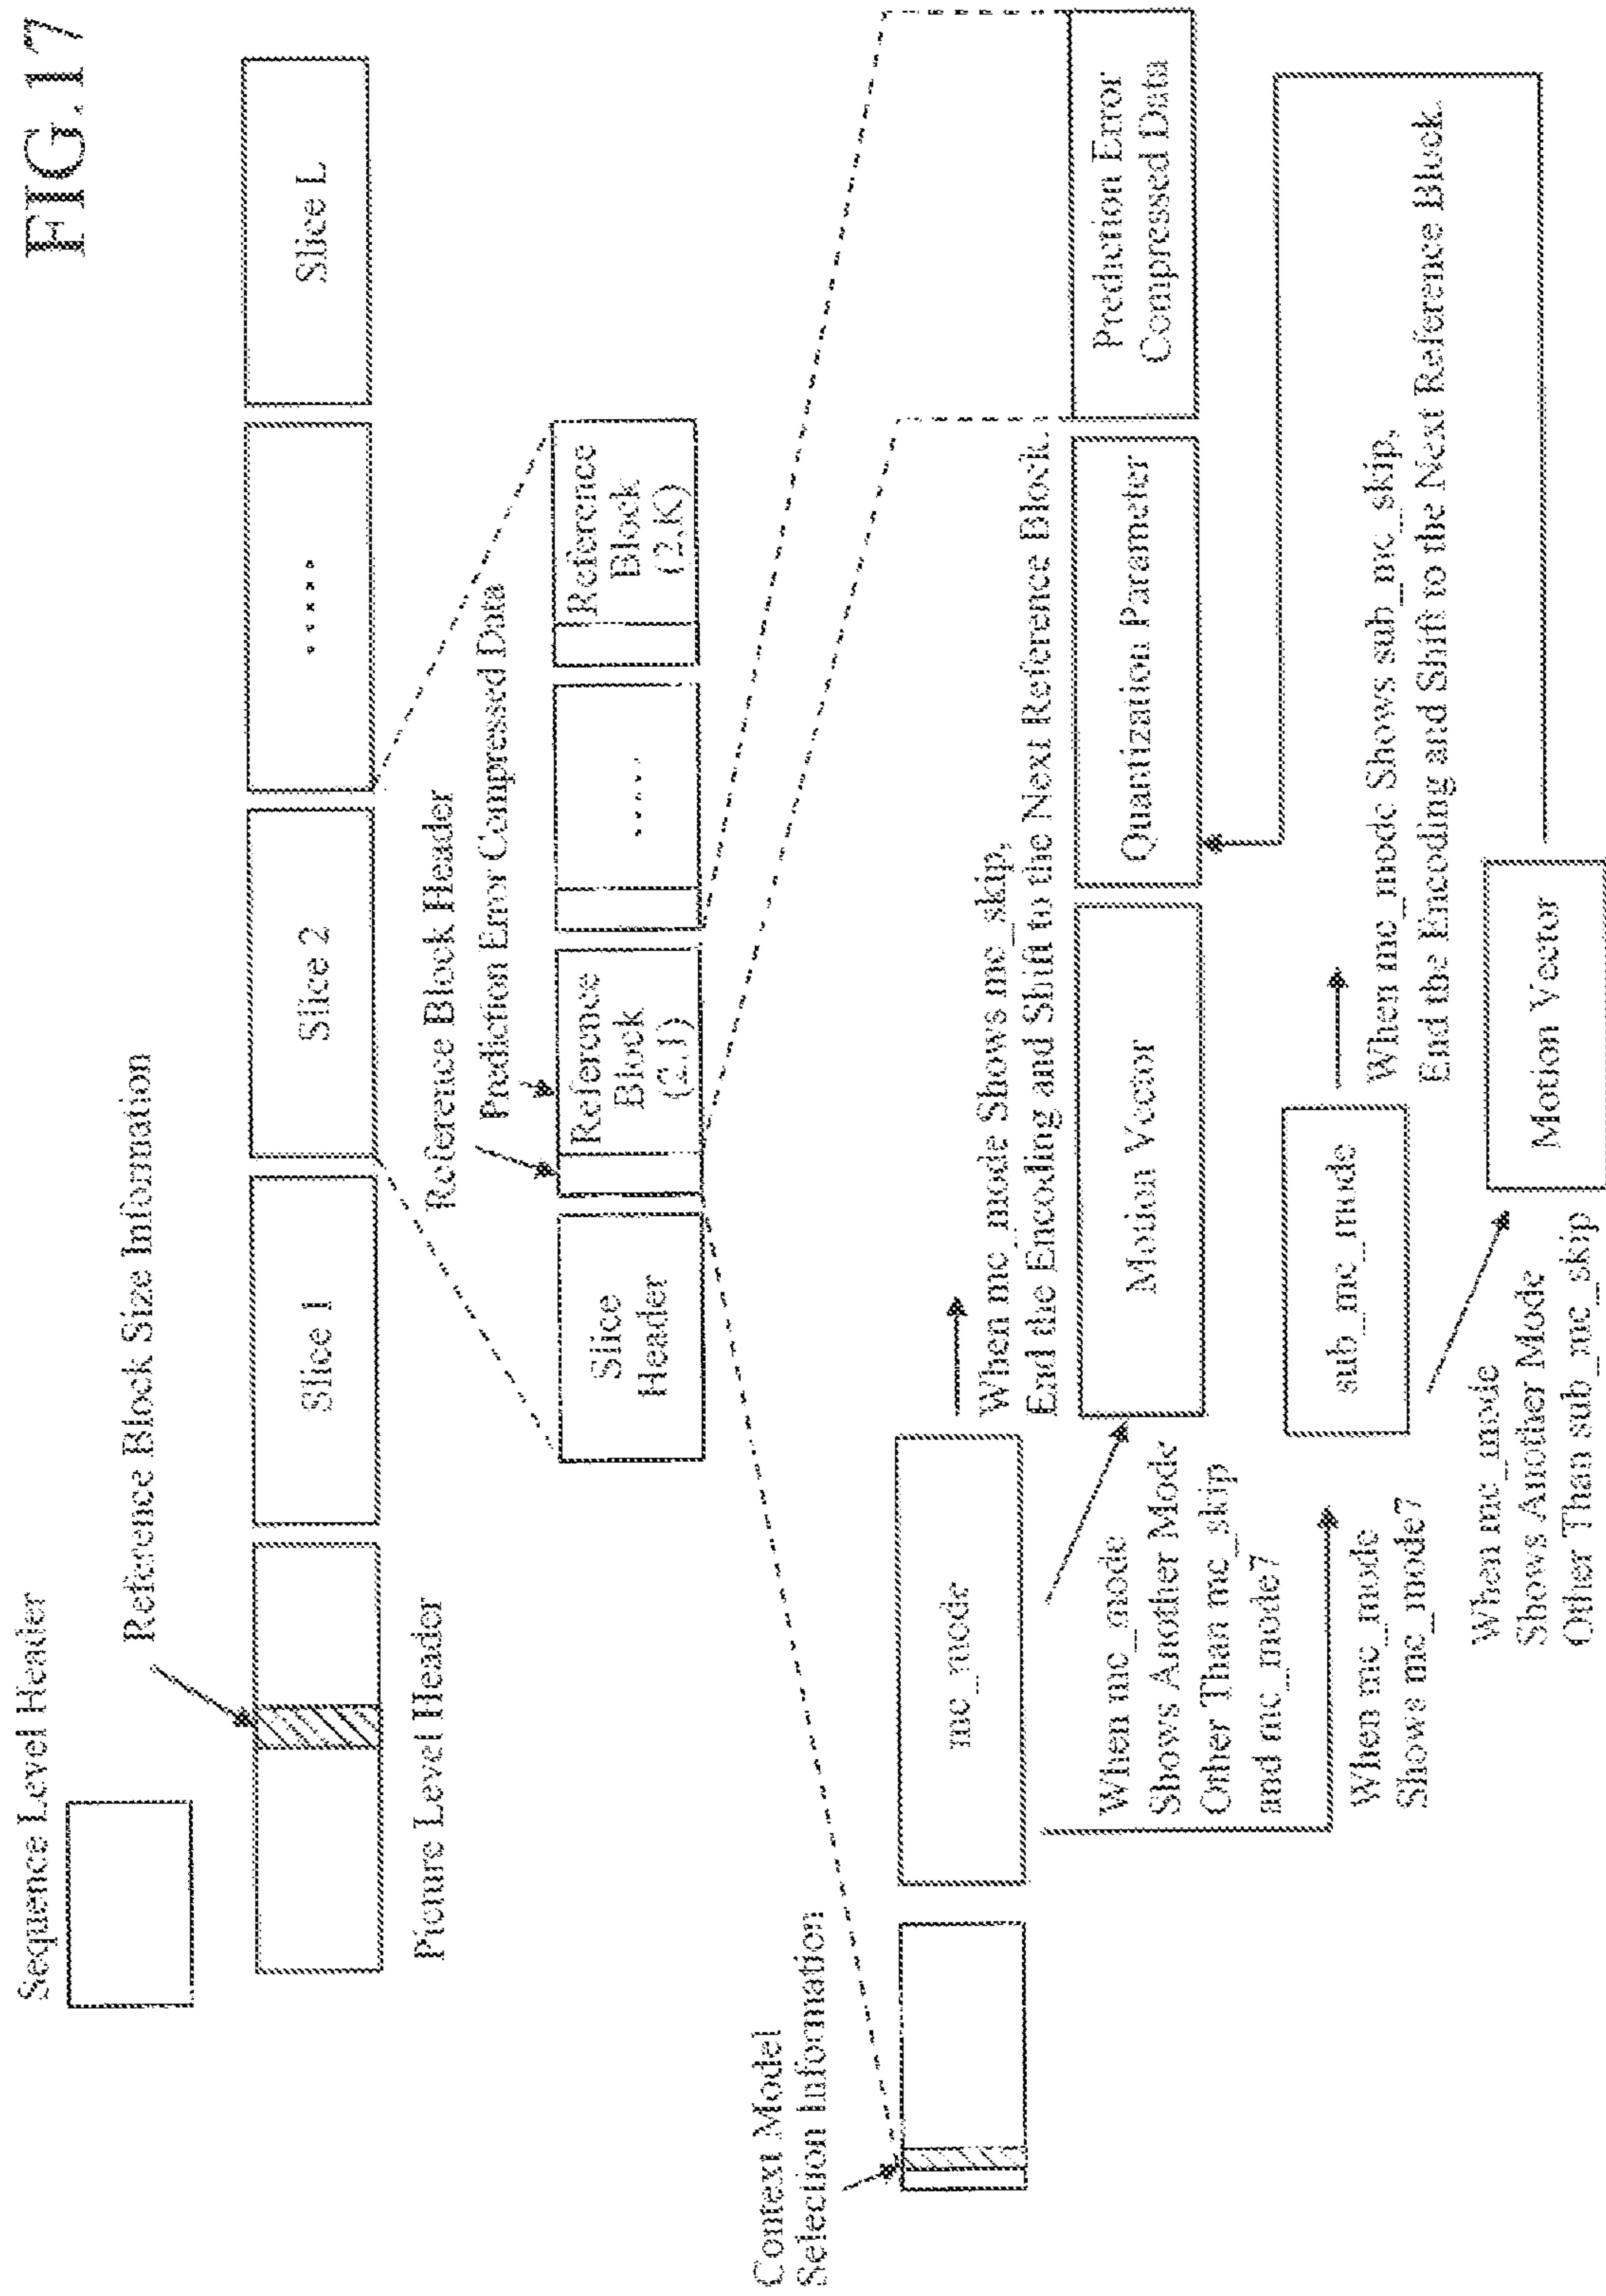 FIG.17
Sequence Level Header
Reference Block Size Information
Slice 1
Slice 2
.....
Slice L
Picture Level Header
Reference Block Header
Prediction Error Compressed Data
Slice
Header
Reference
Block
(2,1)
.....
Reference
Block
(2,K)
Context Model
Selection Information
mc_mode
When mc_mode Shows mc_skip,
End the Encoding and Shift to the Next Reference Block.
When mc_mode
Shows Another Mode
Other Than mc_skip
and mc_mode7
Motion Vector
Quantization Parameter
Prediction Error
Compressed Data
When mc_mode
Shows mc_mode7
sub_mc_mode
When mc_mode Shows sub_mc_skip,
End the Encoding and Shift to the Next Reference Block.
When mc_mode
Shows Another Mode
Other Than sub_mc_skip
Motion Vector